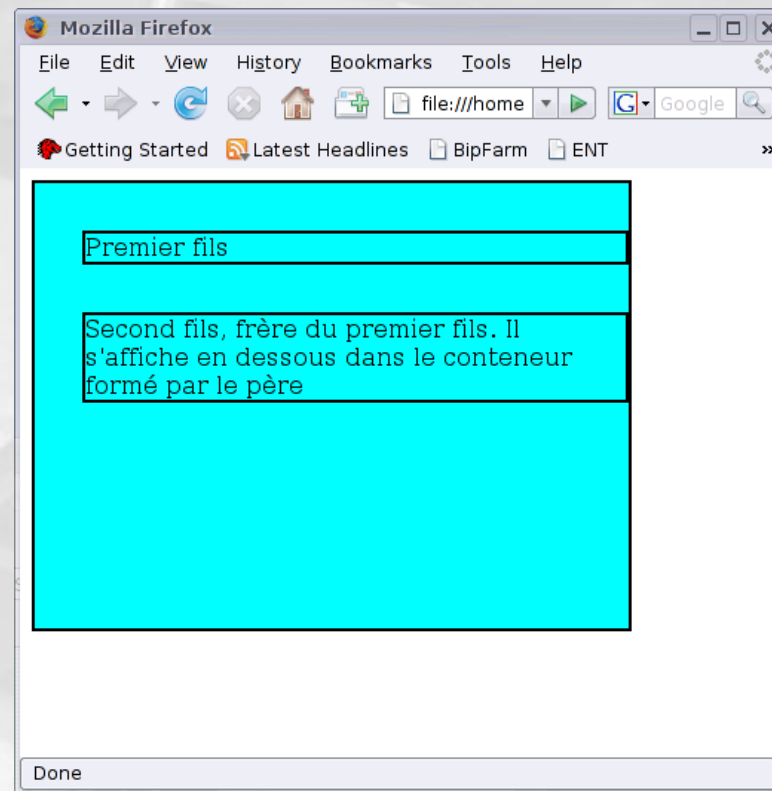 Mozilla Firefox
File Edit View History Bookmarks Tools Help
file:///home G Google
Getting Started Latest Headlines BipFarm ENT »
Premier fils
Second fils, frère du premier fils. Il
s'affiche en dessous dans le conteneur
formé par le père
Done